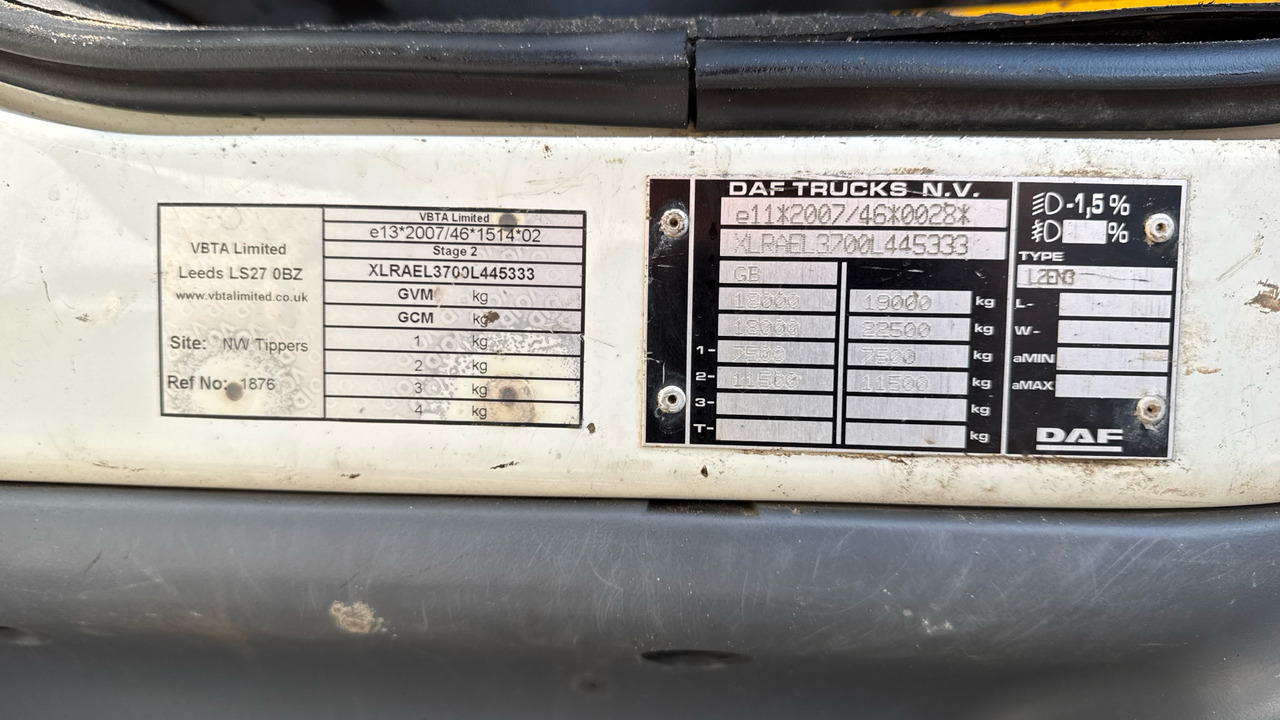 VBTA Limited
Leeds LS27 0BZ
www.vbtalimited.co.uk
Site: NW Tippers
Ref No: 1876
VBTA Limited
e13*2007/46*1514*02
Stage 2
XLRAEL3700L445333
GVM kg
GCM kg
1 kg
2 kg
3 kg
4 kg
DAF TRUCKS N.V.
e11*2007/46*0028*
XLRAEL3700L445333
GB
18000 19000 kg
18000 22500 kg
1- 7500 7500 kg
2- 11500 11500 kg
3- kg
T- kg
-1,5 %
%
TYPE
L2EN3
L-
W-
aMIN
aMAX
DAF